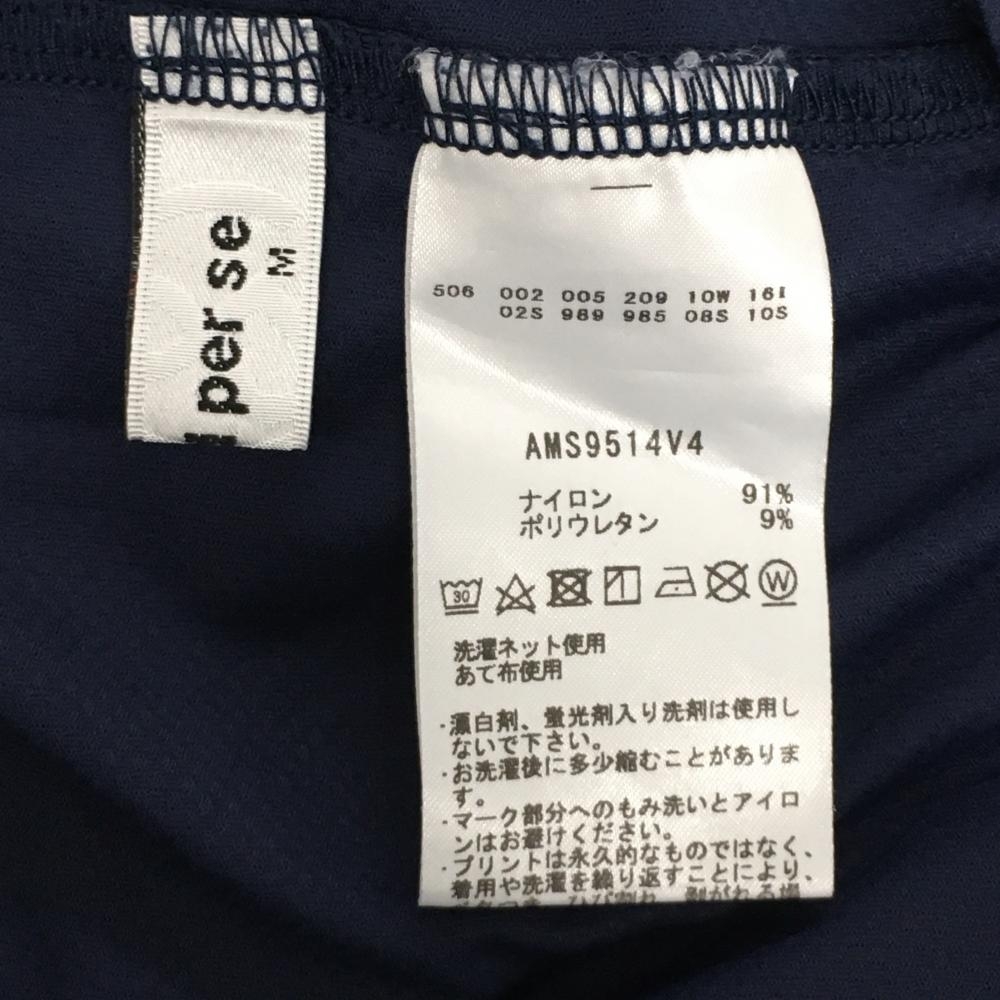 per se
M
506 002 005 209 10W 161
02S 989 985 08S 10S
AMS9514V4
ナイロン 91%
ポリウレタン 9%
30
W
洗濯ネット使用
あて布使用
・漂白剤、蛍光剤入り洗剤は使用し
ないで下さい。
・お洗濯後に多少縮むことがありま
す。
・マーク部分へのもみ洗いとアイロ
ンはお避けください。
・プリントは永久的なものではなく、
着用や洗濯を繰り返すことにより、